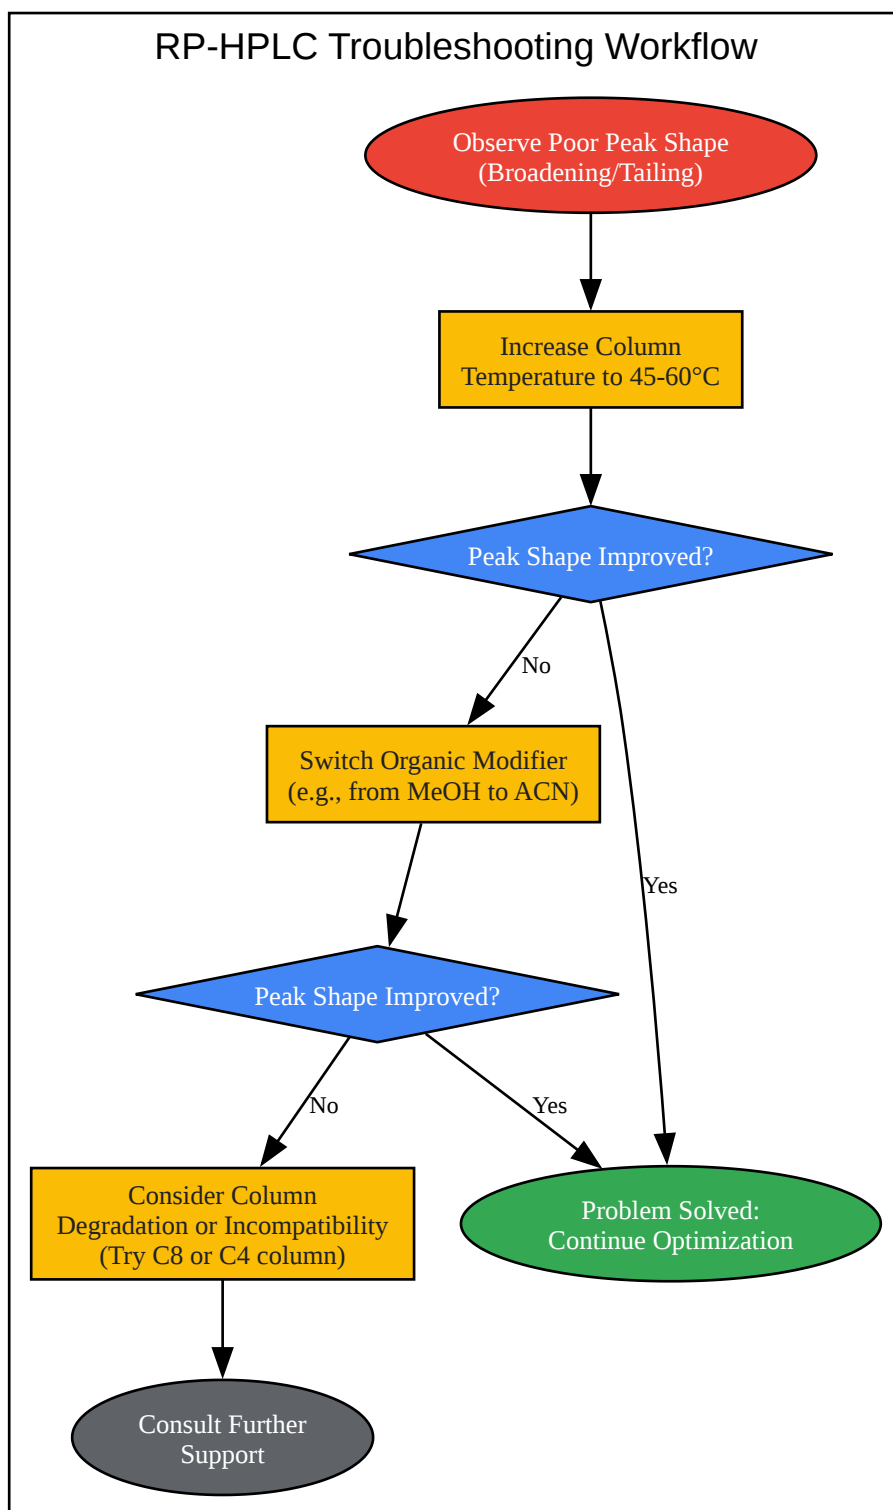 RP-HPLC Troubleshooting Workflow
Observe Poor Peak Shape
(Broadening/Tailing)
Increase Column
Temperature to 45-60°C
Peak Shape Improved?
No
Switch Organic Modifier
(e.g., from MeOH to ACN)
Yes
Peak Shape Improved?
No
Yes
Consider Column
Degradation or Incompatibility
(Try C8 or C4 column)
Problem Solved:
Continue Optimization
Consult Further
Support